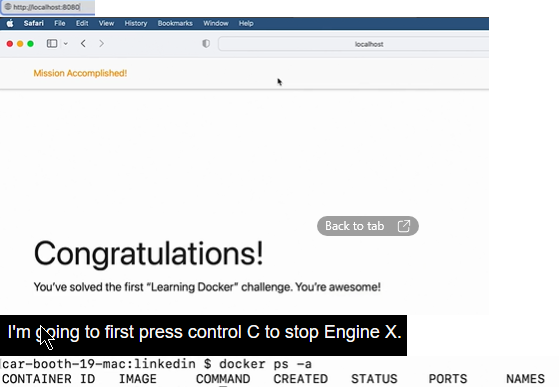 http://localhost:8080
Safari File Edit View History Bookmarks Window Help
localhost
Mission Accomplished!
Back to tab
Congratulations!
You've solved the first “Learning Docker” challenge. You're awesome!
I'm going to first press control C to stop Engine X.
car-booth-19-mac:linkedin $ docker ps -a
CONTAINER ID IMAGE COMMAND CREATED STATUS PORTS NAMES